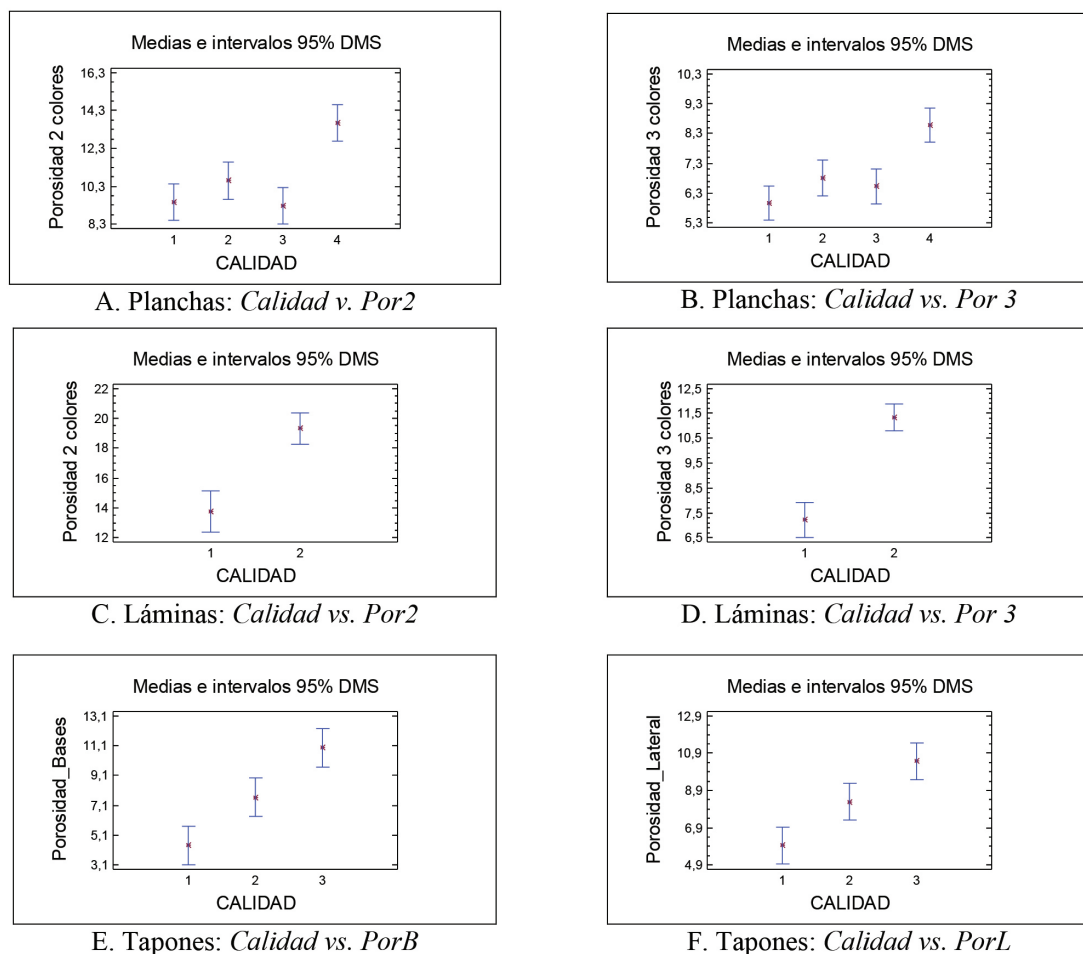 Medias e intervalos 95% DMS
Porosidad 2 colores
16,3
14,3
12,3
10,3
8,3
1 2 3 4
CALIDAD
A. Planchas: Calidad v. Por2
Medias e intervalos 95% DMS
Porosidad 3 colores
10,3
9,3
8,3
7,3
6,3
5,3
1 2 3 4
CALIDAD
B. Planchas: Calidad vs. Por 3
Medias e intervalos 95% DMS
Porosidad 2 colores
22
20
18
16
14
12
1 2
CALIDAD
C. Láminas: Calidad vs. Por2
Medias e intervalos 95% DMS
Porosidad 3 colores
12,5
11,5
10,5
9,5
8,5
7,5
6,5
1 2
CALIDAD
D. Láminas: Calidad vs. Por 3
Medias e intervalos 95% DMS
Porosidad_Bases
13,1
11,1
9,1
7,1
5,1
3,1
1 2 3
CALIDAD
E. Tapones: Calidad vs. PorB
Medias e intervalos 95% DMS
Porosidad_Lateral
12,9
10,9
8,9
6,9
4,9
1 2 3
CALIDAD
F. Tapones: Calidad vs. PorL